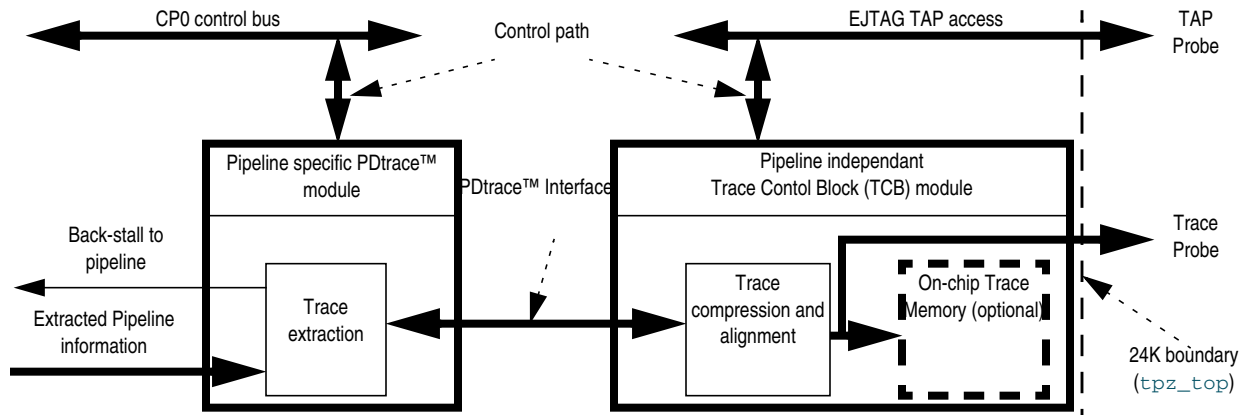 CP0 control bus
Control path
EJTAG TAP access
TAP
Probe
Pipeline specific PDtrace™
module
PDtrace™ Interface
Pipeline independant
Trace Contol Block (TCB) module
Back-stall to
pipeline
Extracted Pipeline
information
Trace
extraction
Trace
compression and
alignment
On-chip Trace
Memory (optional)
Trace
Probe
24K boundary
(tpz_top)